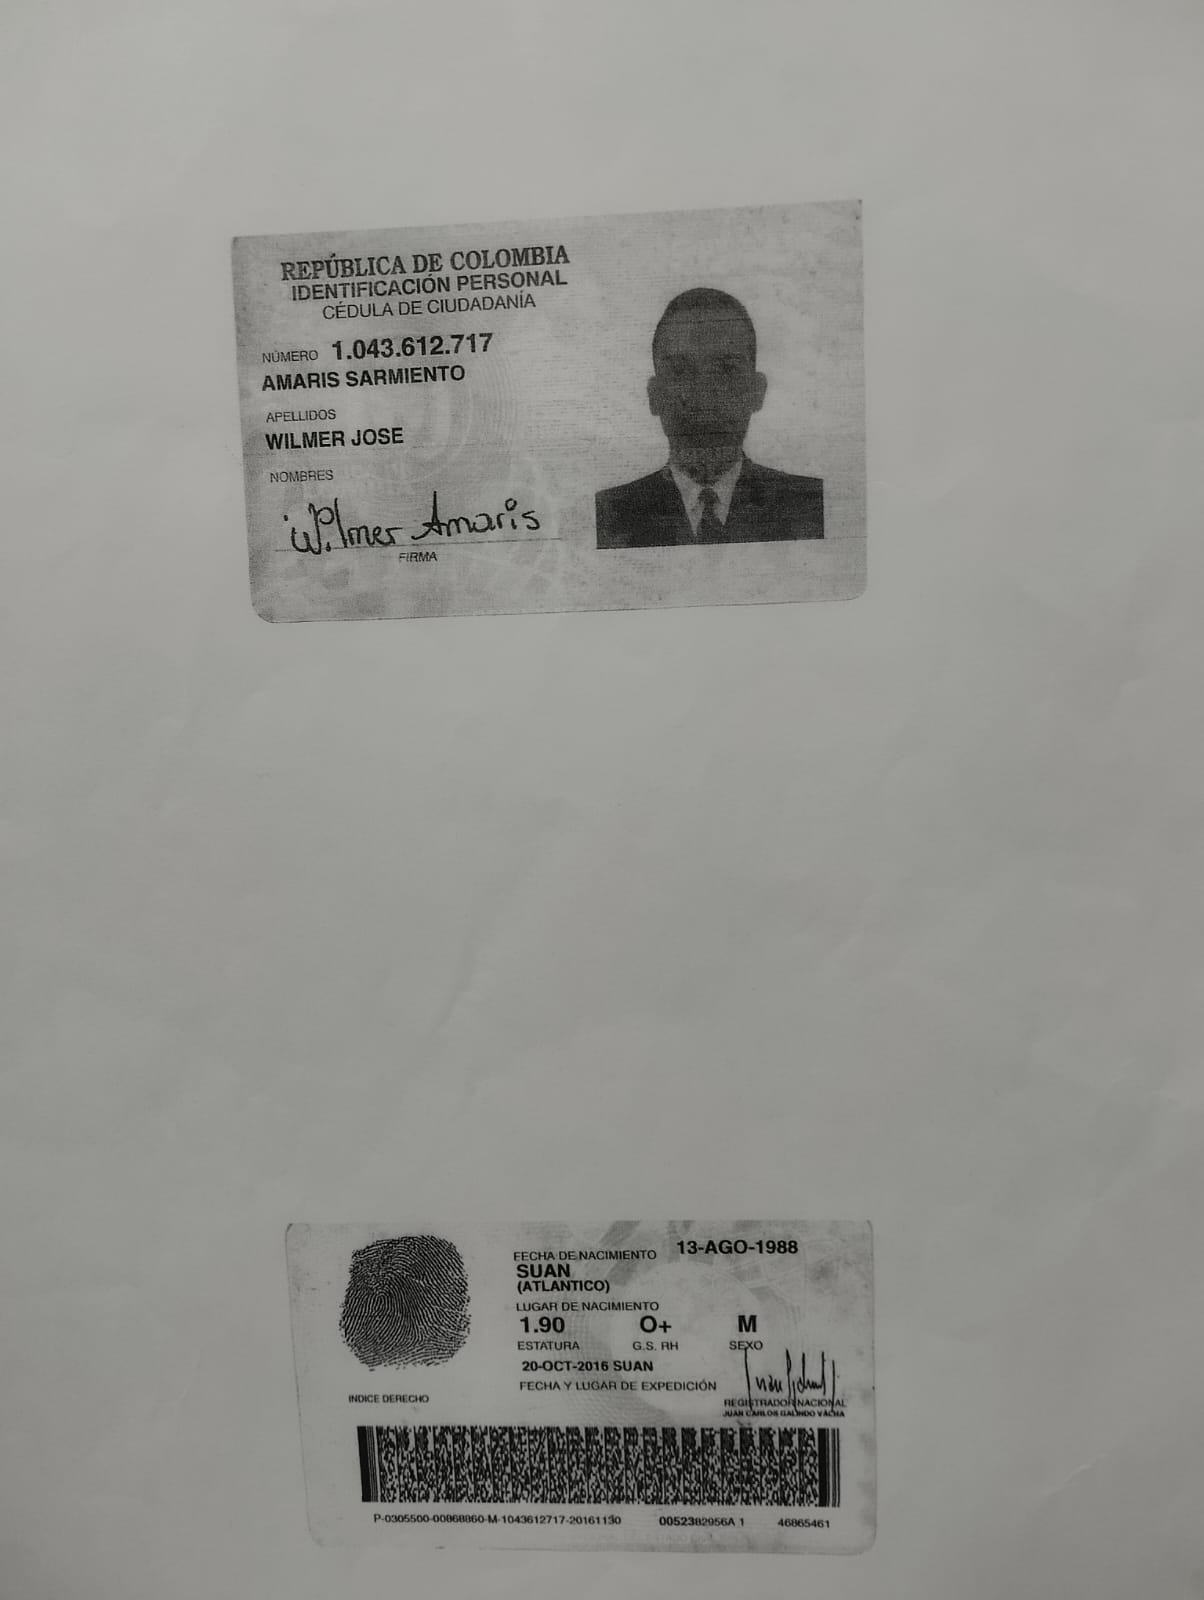 REPÚBLICA DE COLOMBIA
IDENTIFICACIÓN PERSONAL
CÉDULA DE CIUDADANÍA
NÚMERO 1.043.612.717
AMARIS SARMIENTO
APELLIDOS
WILMER JOSE
NOMBRES
Wilmer Amaris
FIRMA
FECHA DE NACIMIENTO 13-AGO-1988
SUAN
(ATLANTICO)
LUGAR DE NACIMIENTO
1.90 O+ M
ESTATURA G.S. RH SEXO
20-OCT-2016 SUAN
FECHA Y LUGAR DE EXPEDICIÓN
INDICE DERECHO
REGISTRADOR NACIONAL
JUAN CARLOS GALINDO VACHA
P-0305500-00868860-M-1043612717-20161130 0052382956A 1 46865461